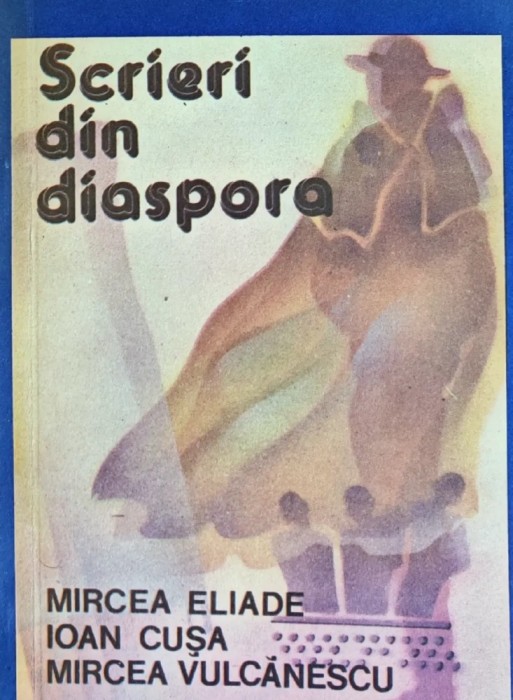 Scrieri
din
diaspora
MIRCEA ELIADE
IOAN CUȘA
MIRCEA VULCĂNESCU